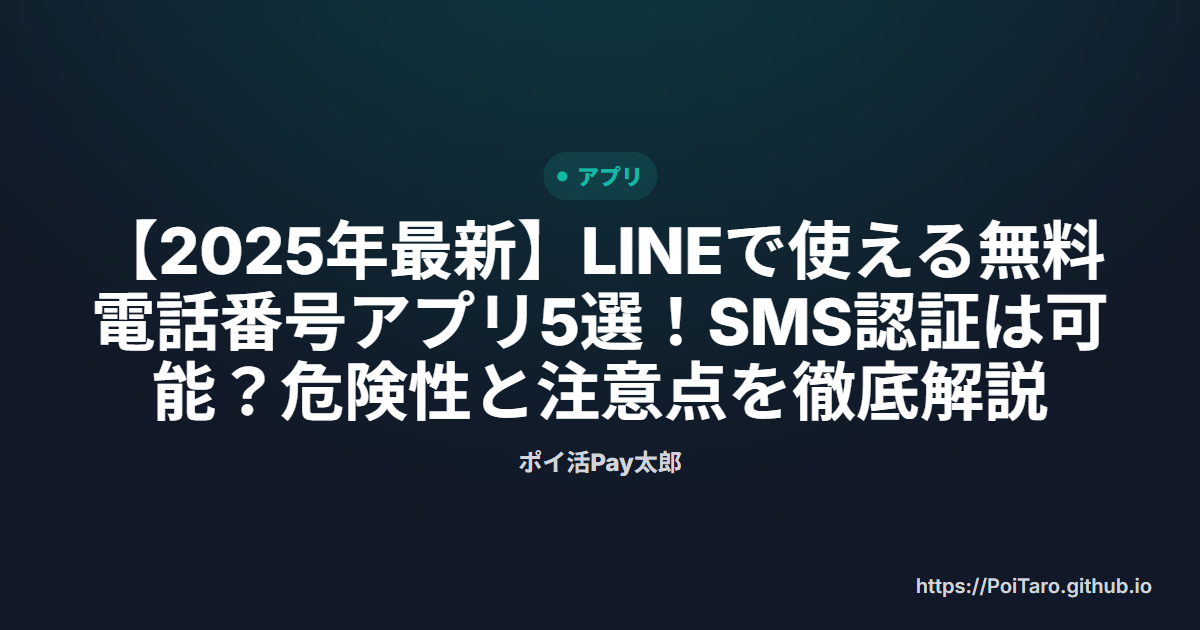 アプリ
【2025年最新】LINEで使える無料
電話番号アプリ5選！SMS認証は可
能？危険性と注意点を徹底解説
ポイ活Pay太郎
https://PoiTaro.github.io